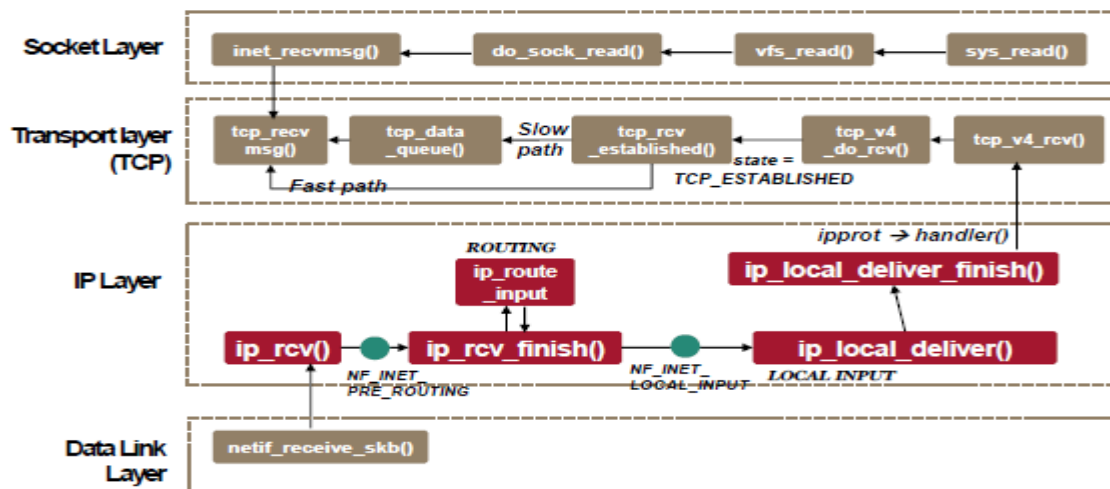 Socket Layer
inet_recvmsg()
do_sock_read()
vfs_read()
sys_read()
Transport layer
(TCP)
tcp_recv
msg()
tcp_data
_queue()
Slow
path
tcp_rcv
_established()
tcp_v4
_do_rcv()
tcp_v4_rcv()
state =
TCP_ESTABLISHED
Fast path
IP Layer
ipprot → handler()
ROUTING
ip_route
_input
ip_local_deliver_finish()
ip_rcv()
ip_rcv_finish()
ip_local_deliver()
NF_INET_
PRE_ROUTING
NF_INET_
LOCAL_INPUT
LOCAL INPUT
Data Link
Layer
netif_receive_skb()